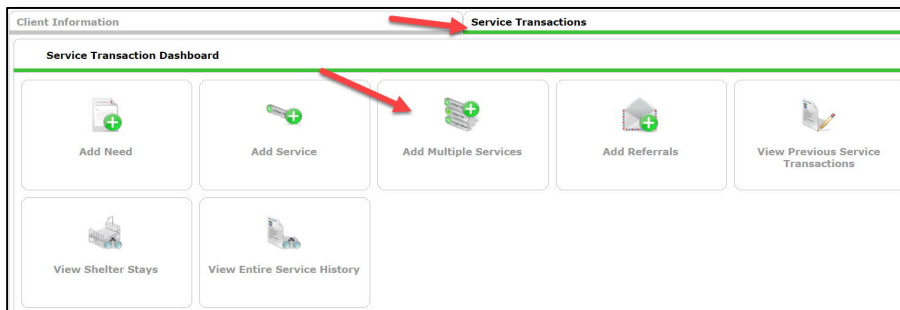 Client Information
Service Transactions
Service Transaction Dashboard
Add Need
Add Service
Add Multiple Services
Add Referrals
View Previous Service
Transactions
View Shelter Stays
View Entire Service History